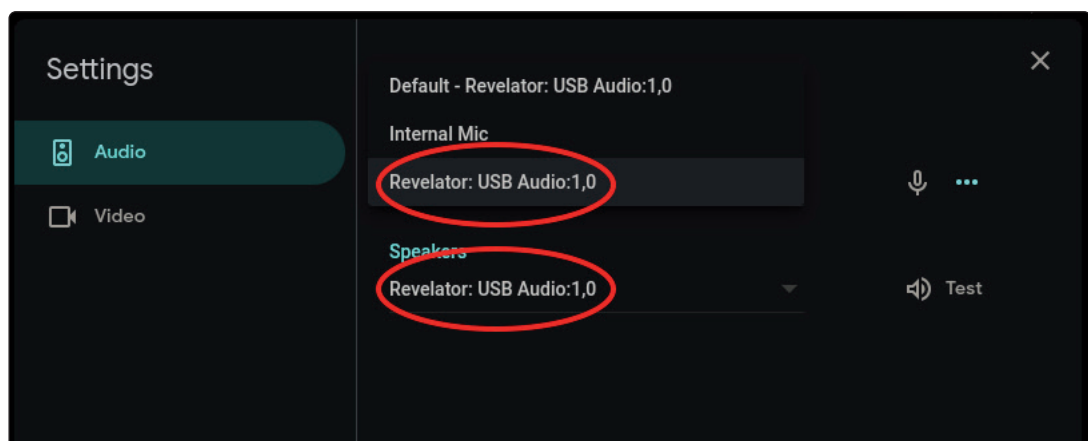 Settings
Audio
Video
Default - Revelator: USB Audio:1,0
Internal Mic
Revelator: USB Audio:1,0
Speakers
Revelator: USB Audio:1,0
Test